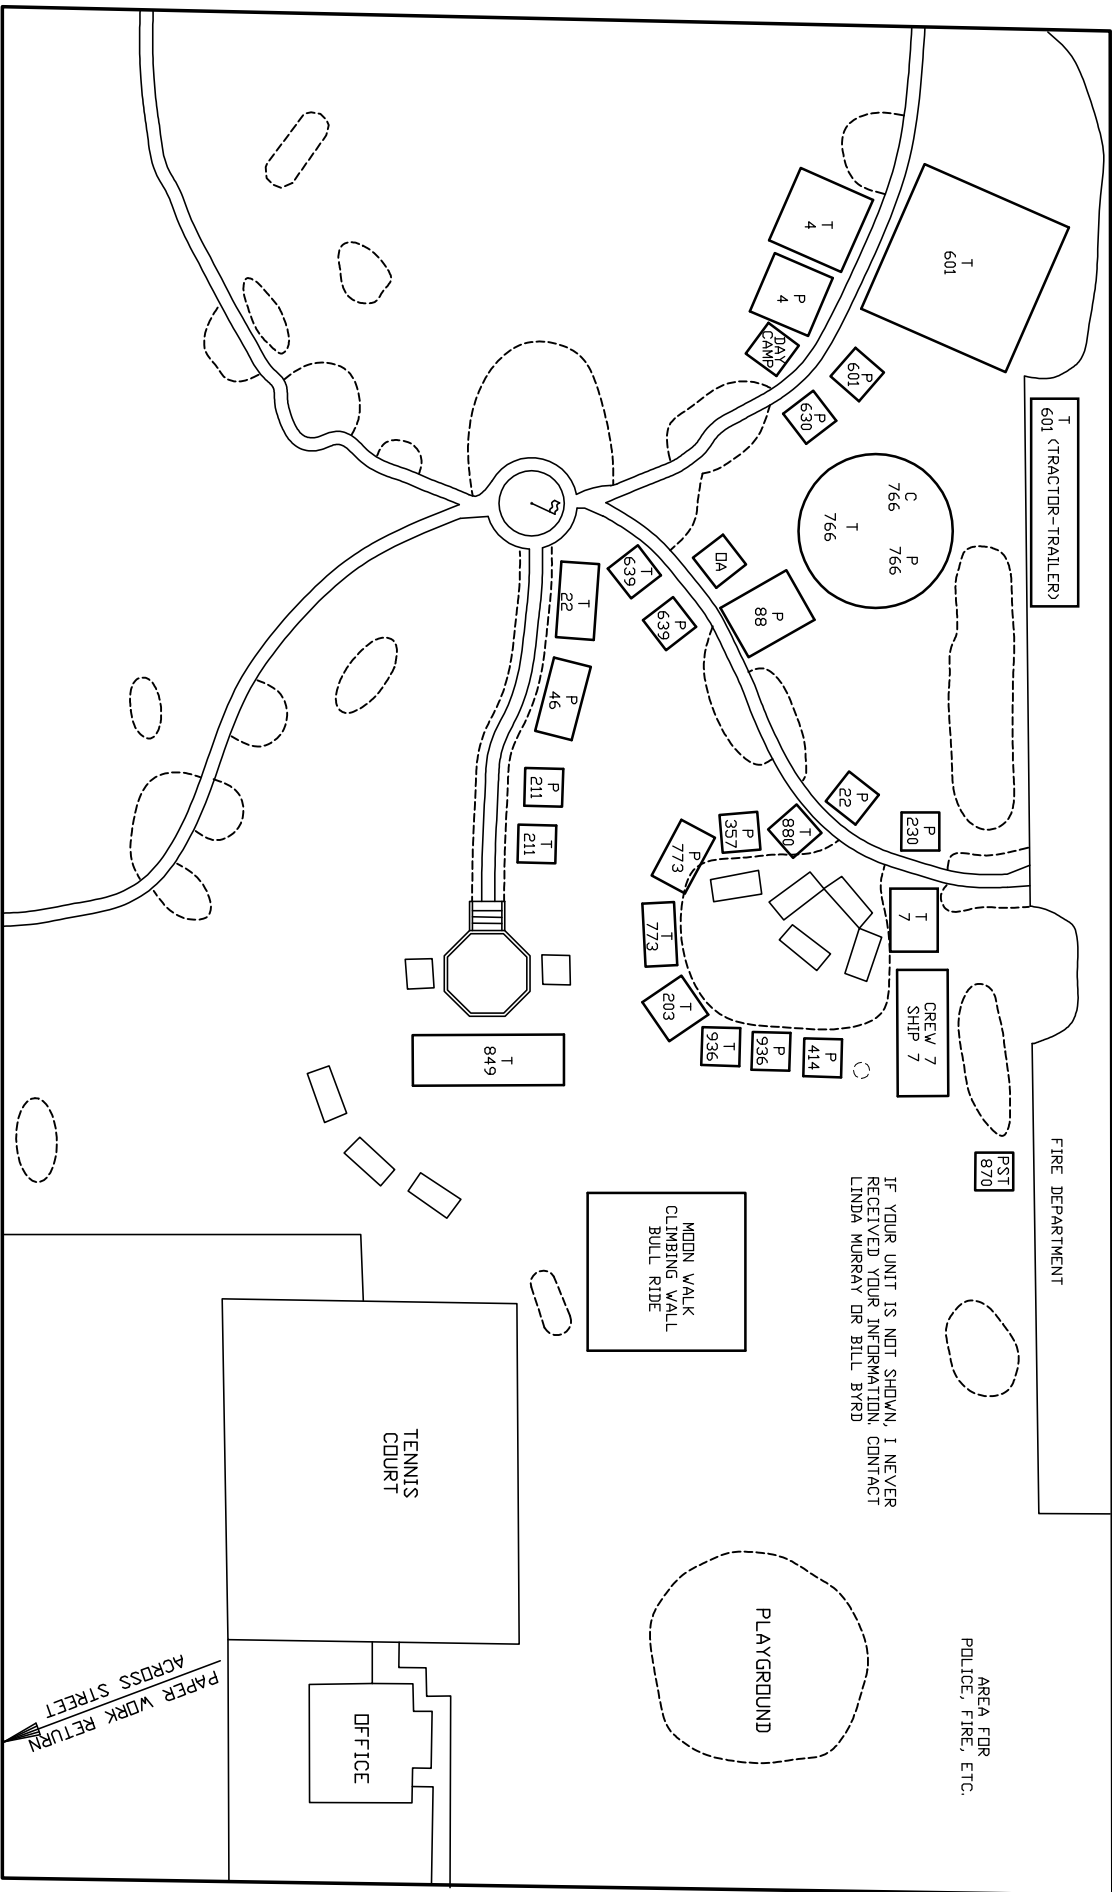 T
601
T
4
P
4
DAY
CAMP
P
601
P
630
T
601 (TRACTOR-TRAILER)
C
766
P
766
T
766
OA
P
88
T
639
P
639
T
22
P
46
P
211
T
211
P
22
P
230
T
880
P
357
P
773
T
7
T
773
T
203
T
936
P
936
P
414
CREW 7
SHIP 7
T
849
PST
870
FIRE DEPARTMENT
IF YOUR UNIT IS NOT SHOWN, I NEVER
RECEIVED YOUR INFORMATION. CONTACT
LINDA MURRAY OR BILL BYRD
MOON WALK
CLIMBING WALL
BULL RIDE
TENNIS
COURT
PLAYGROUND
AREA FOR
POLICE, FIRE, ETC.
OFFICE
PAPER WORK RETURN
ACROSS STREET